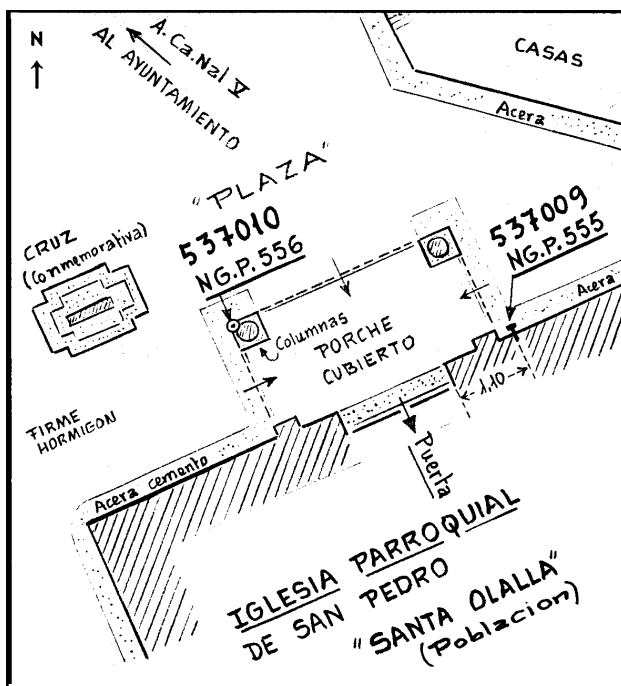 N
A. Ca.Nal V
AL AYUNTAMIENTO
CASAS
Acera
"PLAZA"
537010
NG.P. 556
537009
NG.P. 555
CRUZ
(Conmemorativa)
Acera
Columnas
PORCHE
CUBIERTO
1,10
FIRME
HORMIGON
Acera cemento
Puerta
IGLESIA PARROQUIAL
DE SAN PEDRO
"SANTA OLALLA"
(Poblacion)